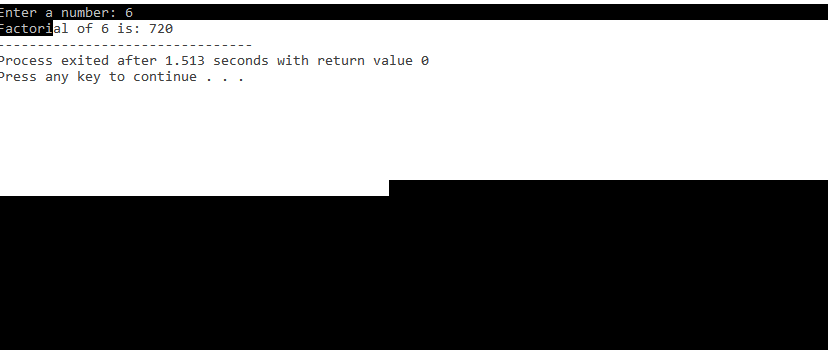 Enter a number: 6
Factorial of 6 is: 720
--------------------------------
Process exited after 1.513 seconds with return value 0
Press any key to continue . . .